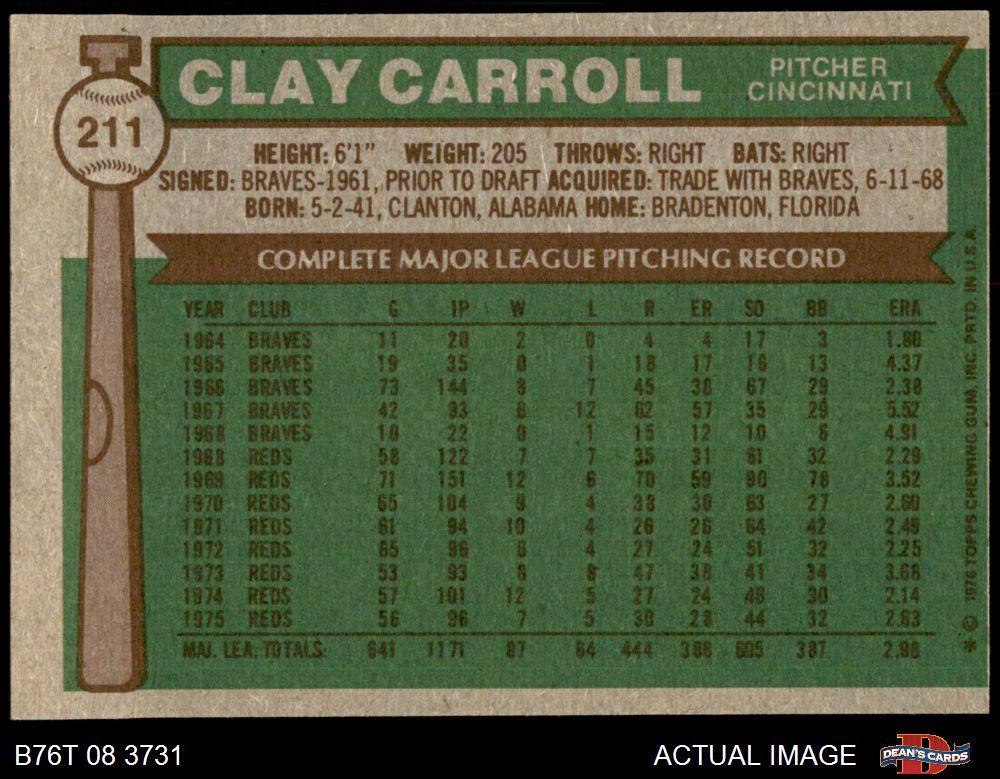 CLAY CARROLL
PITCHER
CINCINNATI
211
HEIGHT: 6'1" WEIGHT: 205 THROWS: RIGHT BATS: RIGHT
SIGNED: BRAVES-1961, PRIOR TO DRAFT ACQUIRED: TRADE WITH BRAVES, 6-11-68
BORN: 5-2-41, CLANTON, ALABAMA HOME: BRADENTON, FLORIDA
COMPLETE MAJOR LEAGUE PITCHING RECORD
YEAR CLUB G IP W L R ER SO BB ERA
1964 BRAVES 11 20 2 0 4 4 17 3 1.80
1965 BRAVES 19 35 0 1 18 17 16 13 4.37
1966 BRAVES 73 144 8 7 45 38 67 29 2.38
1967 BRAVES 42 93 6 12 62 57 35 29 5.52
1968 BRAVES 10 22 0 1 15 12 10 6 4.91
1968 REDS 58 122 7 7 35 31 61 32 2.29
1969 REDS 71 151 12 6 70 59 90 78 3.52
1970 REDS 65 104 9 4 38 30 63 27 2.60
1971 REDS 61 94 10 4 26 26 64 42 2.49
1972 REDS 65 96 6 4 27 24 51 32 2.25
1973 REDS 53 93 8 8 47 38 41 34 3.68
1974 REDS 57 101 12 5 27 24 46 30 2.14
1975 REDS 56 96 7 5 30 28 44 32 2.63
MAJ. LEA. TOTALS: 641 1171 87 64 444 388 605 387 2.98
* © 1976 TOPPS CHEWING GUM, INC. PRTD. IN U.S.A.
B76T 08 3731
ACTUAL IMAGE
DEAN'S CARDS